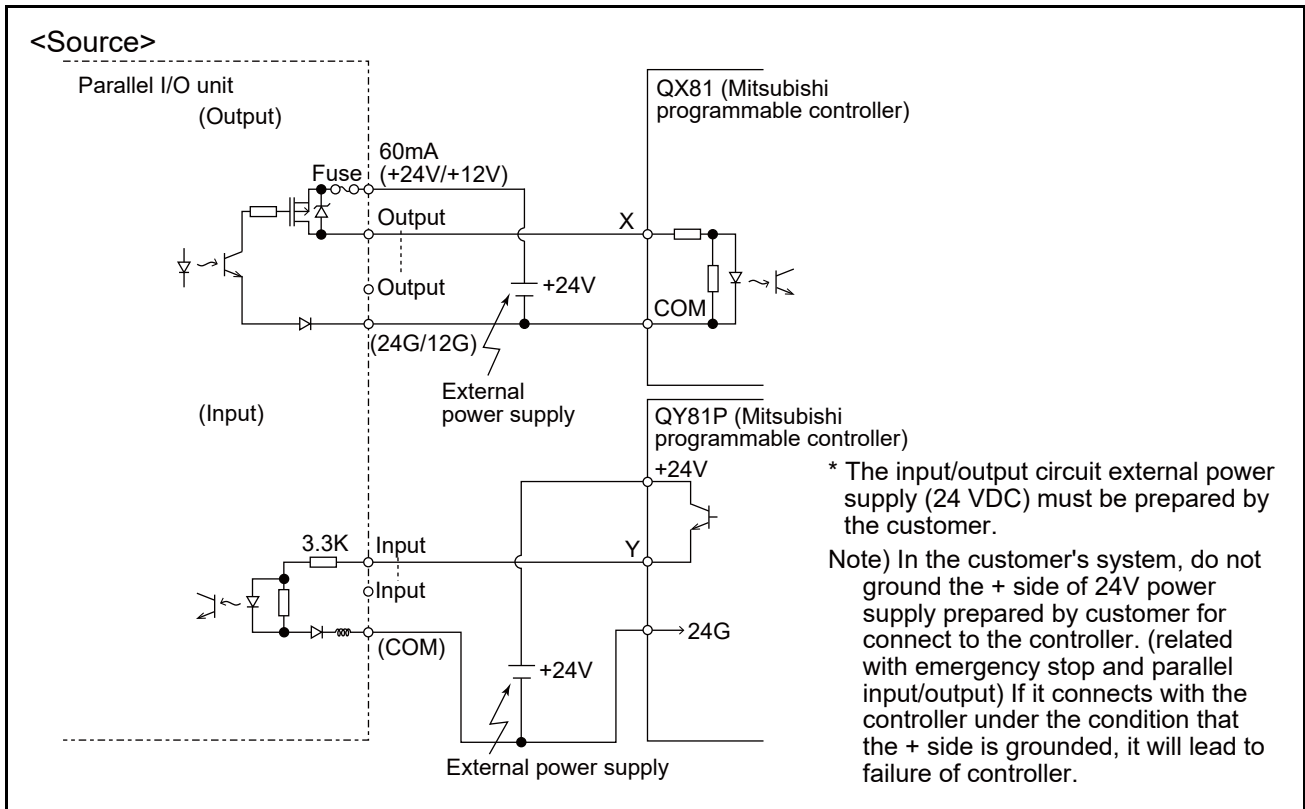 <Source>
Parallel I/O unit
(Output)
QX81 (Mitsubishi
programmable controller)
60mA
(+24V/+12V)
Fuse
Output
X
Output
+24V
COM
(24G/12G)
External
power supply
(Input)
QY81P (Mitsubishi
programmable controller)
+24V
3.3K
Input
Y
Input
(COM)
24G
+24V
External power supply
* The input/output circuit external power
supply (24 VDC) must be prepared by
the customer.
Note) In the customer's system, do not
ground the + side of 24V power
supply prepared by customer for
connect to the controller. (related
with emergency stop and parallel
input/output) If it connects with the
controller under the condition that
the + side is grounded, it will lead to
failure of controller.